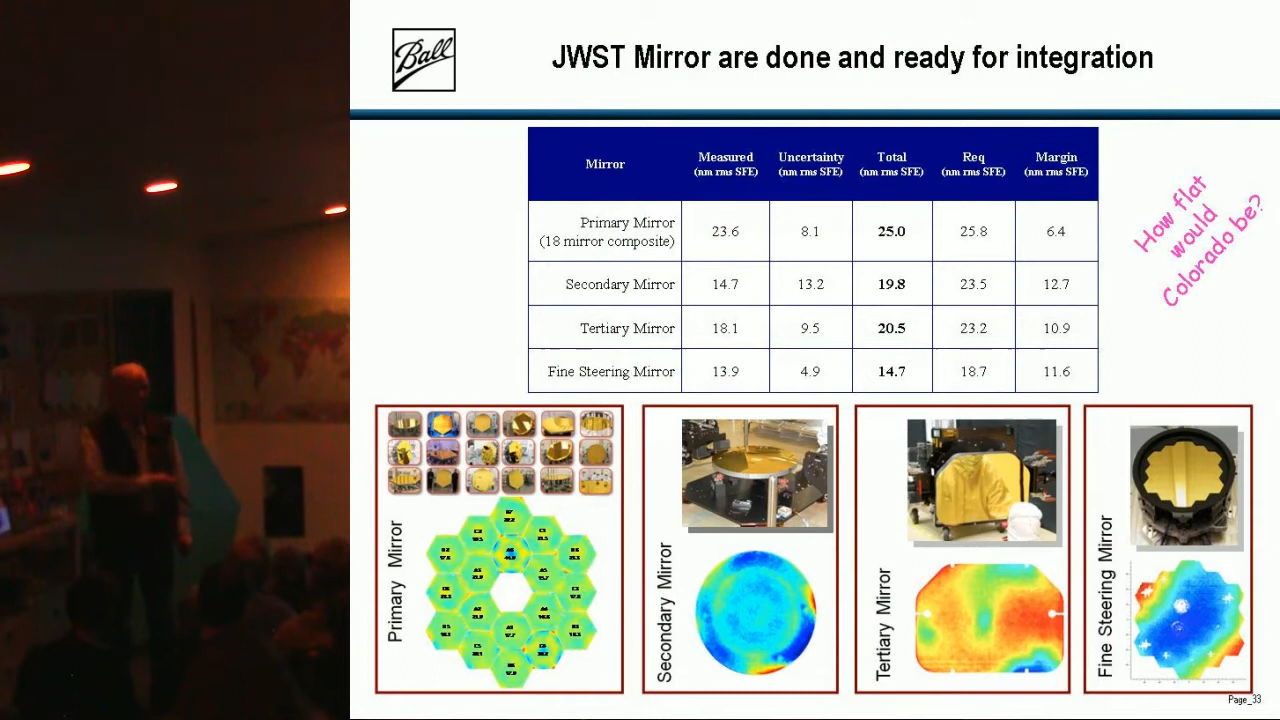 Ball
JWST Mirror are done and ready for integration
Mirror Measured (nm rms SFE) Uncertainty (nm rms SFE) Total (nm rms SFE) Req (nm rms SFE) Margin (nm rms SFE)
Primary Mirror (18 mirror composite) 23.6 8.1 25.0 25.8 6.4
Secondary Mirror 14.7 13.2 19.8 23.5 12.7
Tertiary Mirror 18.1 9.5 20.5 23.2 10.9
Fine Steering Mirror 13.9 4.9 14.7 18.7 11.6
How flat
would
Colorado be?
Primary Mirror
Secondary Mirror
Tertiary Mirror
Fine Steering Mirror
Page_33